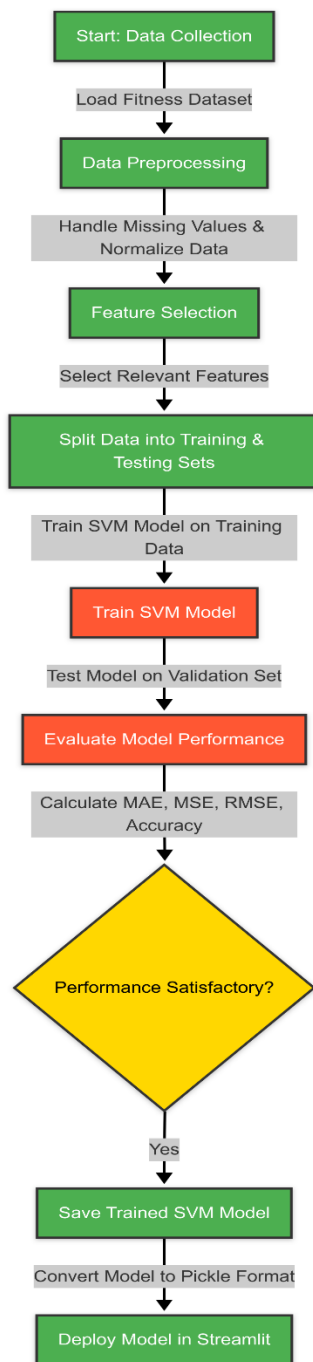 Start: Data Collection
Load Fitness Dataset
Data Preprocessing
Handle Missing Values &
Normalize Data
Feature Selection
Select Relevant Features
Split Data into Training &
Testing Sets
Train SVM Model on Training
Data
Train SVM Model
Test Model on Validation Set
Evaluate Model Performance
Calculate MAE, MSE, RMSE,
Accuracy
Performance Satisfactory?
Yes
Save Trained SVM Model
Convert Model to Pickle Format
Deploy Model in Streamlit